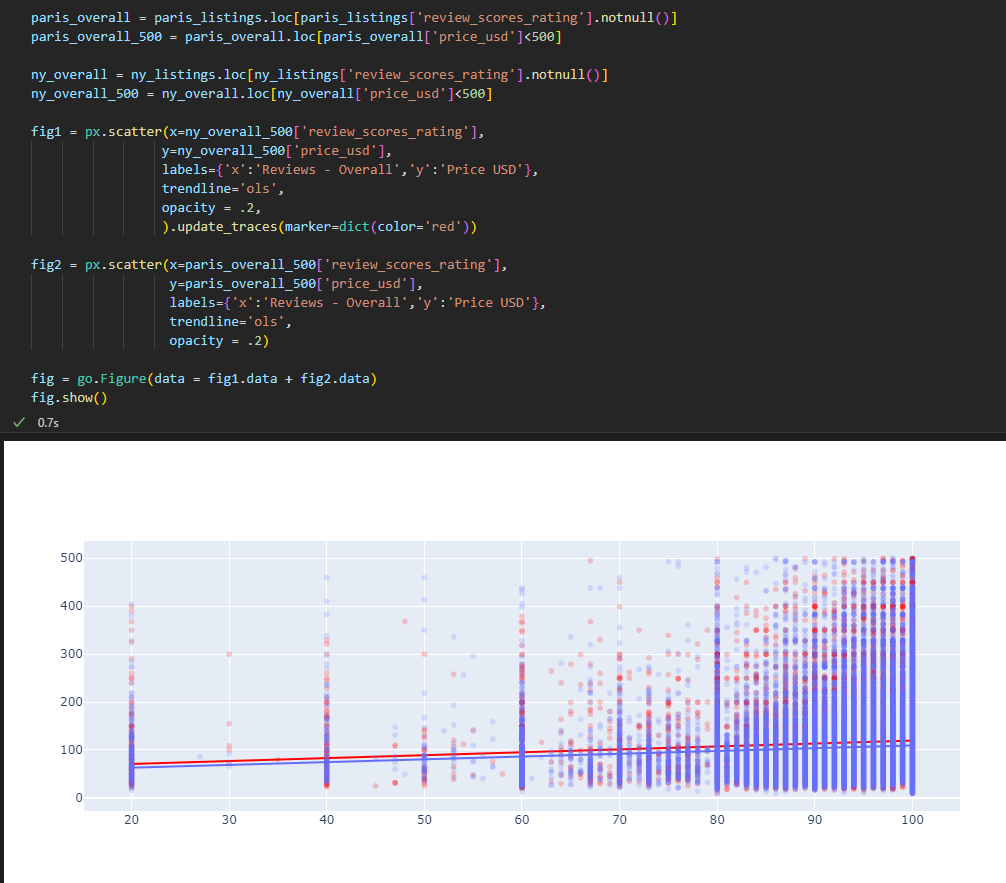 paris_overall = paris_listings.loc[paris_listings['review_scores_rating'].notnull()]
paris_overall_500 = paris_overall.loc[paris_overall['price_usd']<500]
ny_overall = ny_listings.loc[ny_listings['review_scores_rating'].notnull()]
ny_overall_500 = ny_overall.loc[ny_overall['price_usd']<500]
fig1 = px.scatter(x=ny_overall_500['review_scores_rating'],
y=ny_overall_500['price_usd'],
labels={'x':'Reviews - Overall','y':'Price USD'},
trendline='ols',
opacity = .2,
).update_traces(marker=dict(color='red'))
fig2 = px.scatter(x=paris_overall_500['review_scores_rating'],
y=paris_overall_500['price_usd'],
labels={'x':'Reviews - Overall','y':'Price USD'},
trendline='ols',
opacity = .2)
fig = go.Figure(data = fig1.data + fig2.data)
fig.show()
0.7s
500
400
300
200
100
0
20 30 40 50 60 70 80 90 100